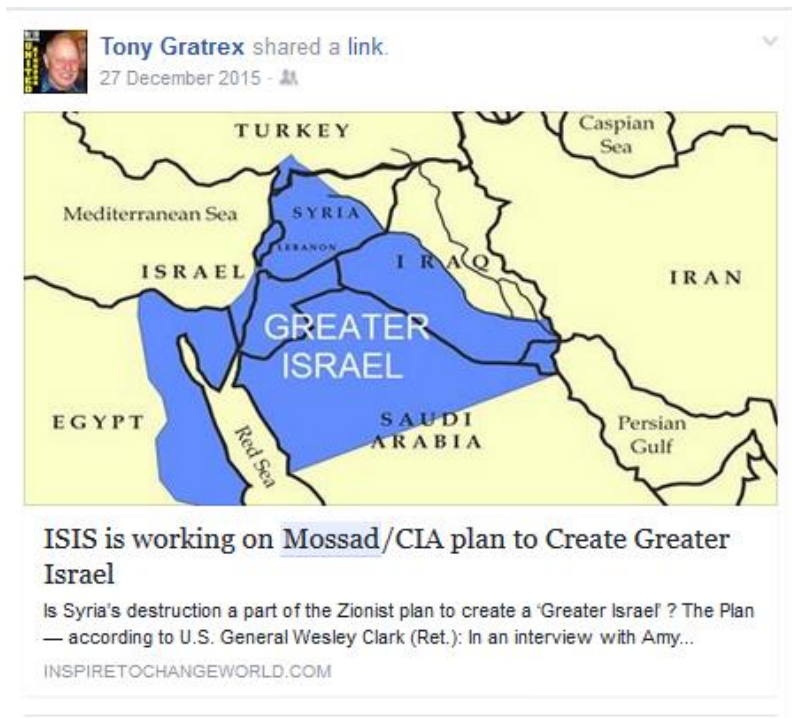 Tony Gratrex shared a link.
27 December 2015
TURKEY
Caspian
Sea
Mediterranean Sea
SYRIA
LEBANON
ISRAEL
IRAQ
IRAN
GREATER
ISRAEL
EGYPT
SAUDI
ARABIA
Red Sea
Persian
Gulf
ISIS is working on Mossad/CIA plan to Create Greater
Israel
Is Syria's destruction a part of the Zionist plan to create a 'Greater Israel' ? The Plan
— according to U.S. General Wesley Clark (Ret.): In an interview with Amy...
INSPIRETOCHANGEWORLD.COM